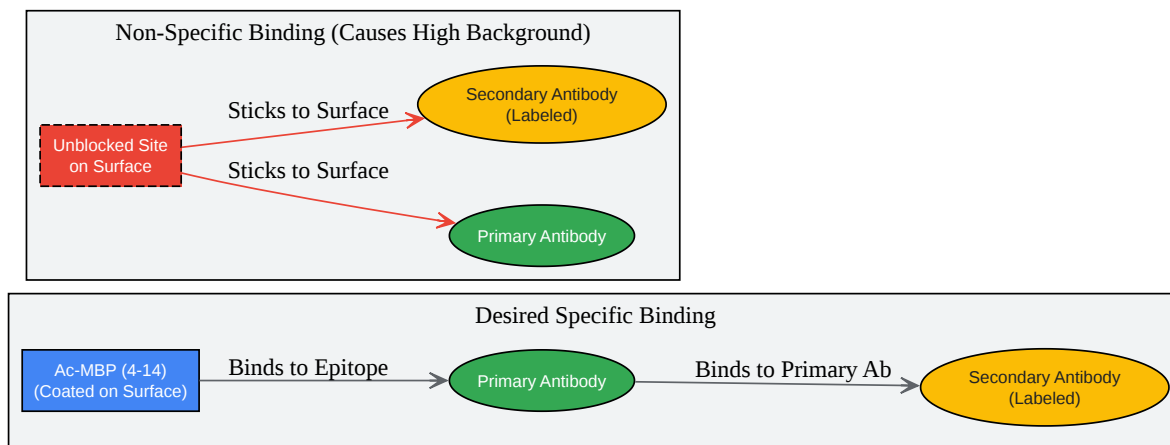 Non-Specific Binding (Causes High Background)
Secondary Antibody
(Labeled)
Sticks to Surface
Unblocked Site
on Surface
Sticks to Surface
Primary Antibody
Desired Specific Binding
Ac-MBP (4-14)
(Coated on Surface)
Binds to Epitope
Primary Antibody
Binds to Primary Ab
Secondary Antibody
(Labeled)